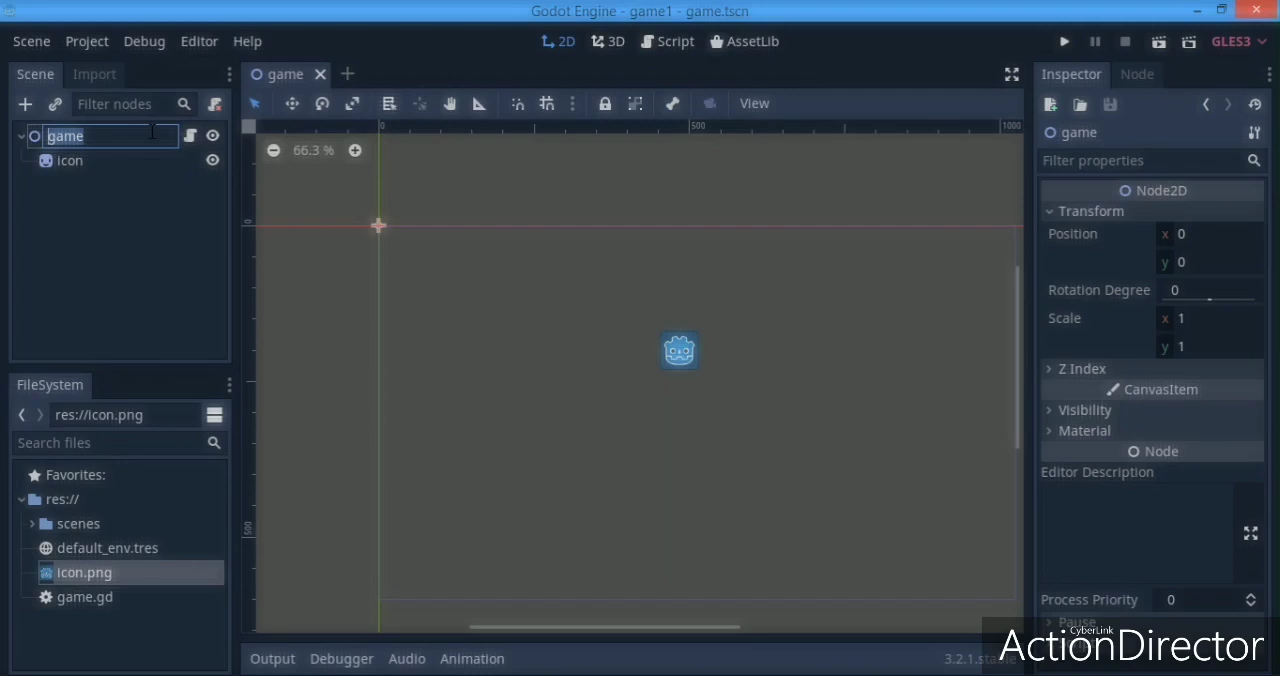 Godot Engine - game1 - game.tscn
Scene Project Debug Editor Help
2D 3D Script AssetLib
GLES3
Scene Import
game
Inspector Node
Filter nodes
View
game
icon
0 500 1000
66.3 %
0
500
game
Filter properties
Node2D
Transform
Position x 0
y 0
Rotation Degree 0
Scale x 1
y 1
Z Index
CanvasItem
Visibility
Material
Node
Editor Description
Process Priority 0
Pause
FileSystem
res://icon.png
Search files
Favorites:
res://
scenes
default_env.tres
icon.png
game.gd
Output Debugger Audio Animation
3.2.1.stable
CyberLink
ActionDirector